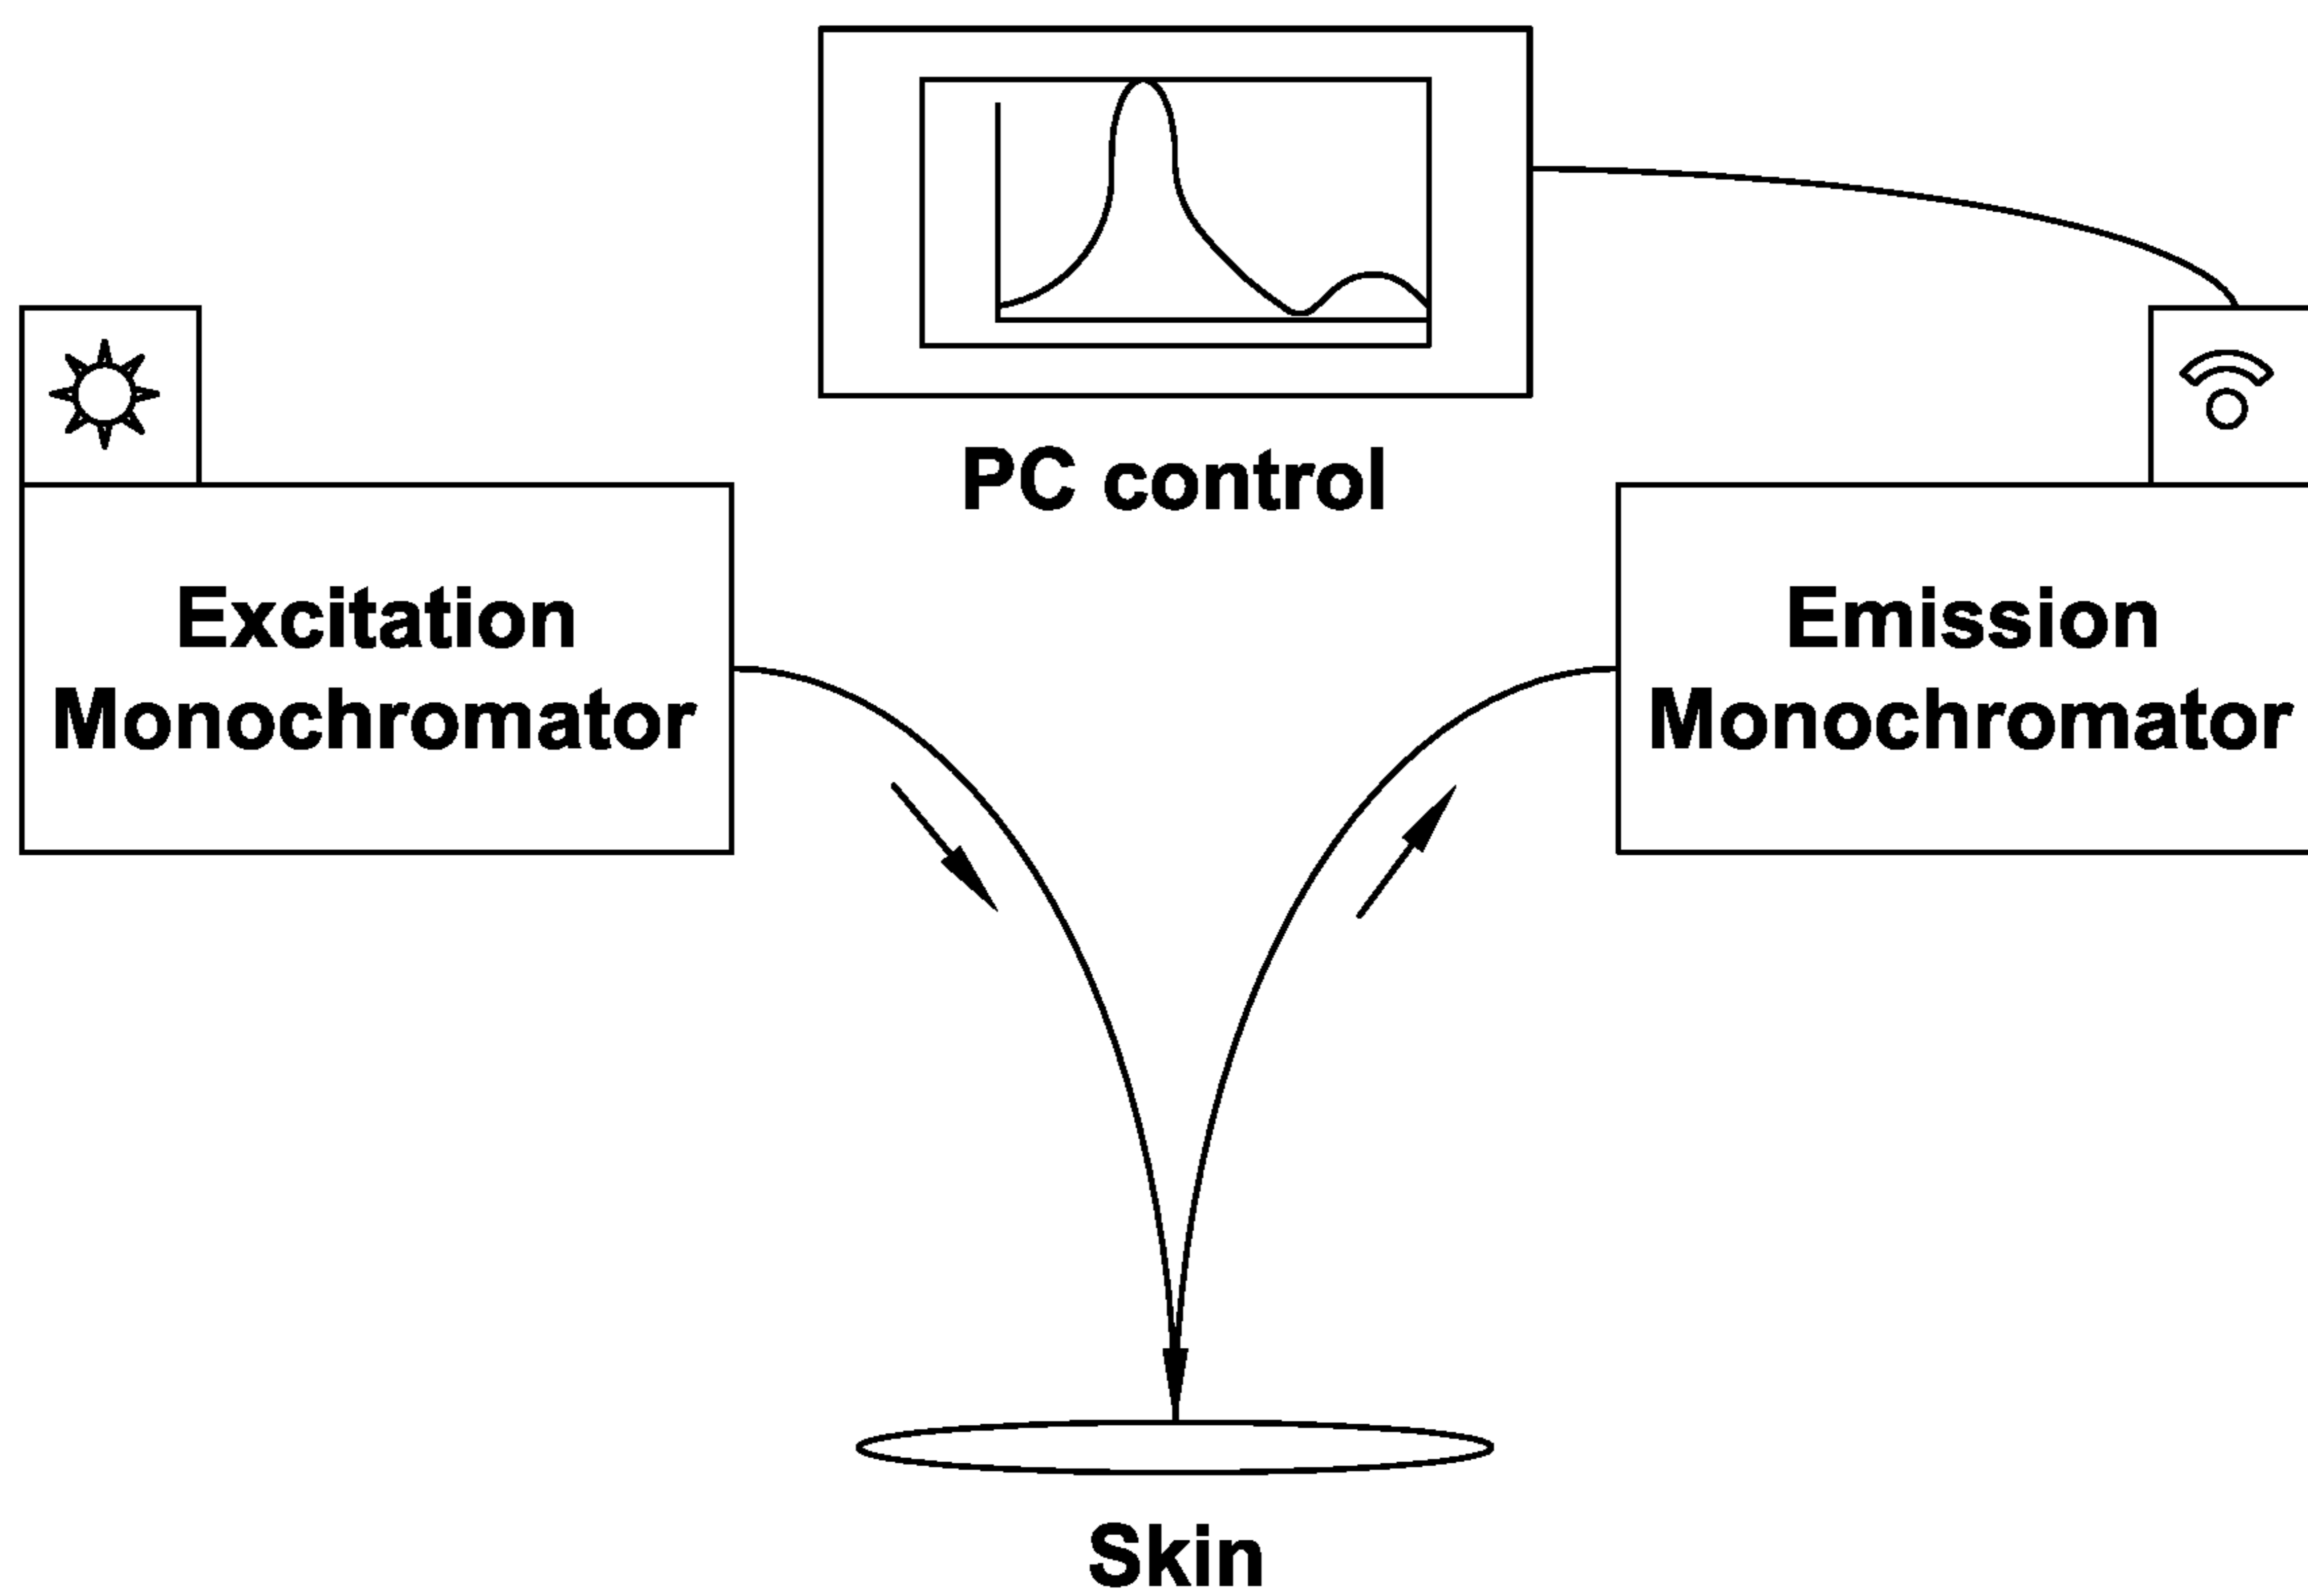 PC control
Excitation
Monochromator
Emission
Monochromator
Skin